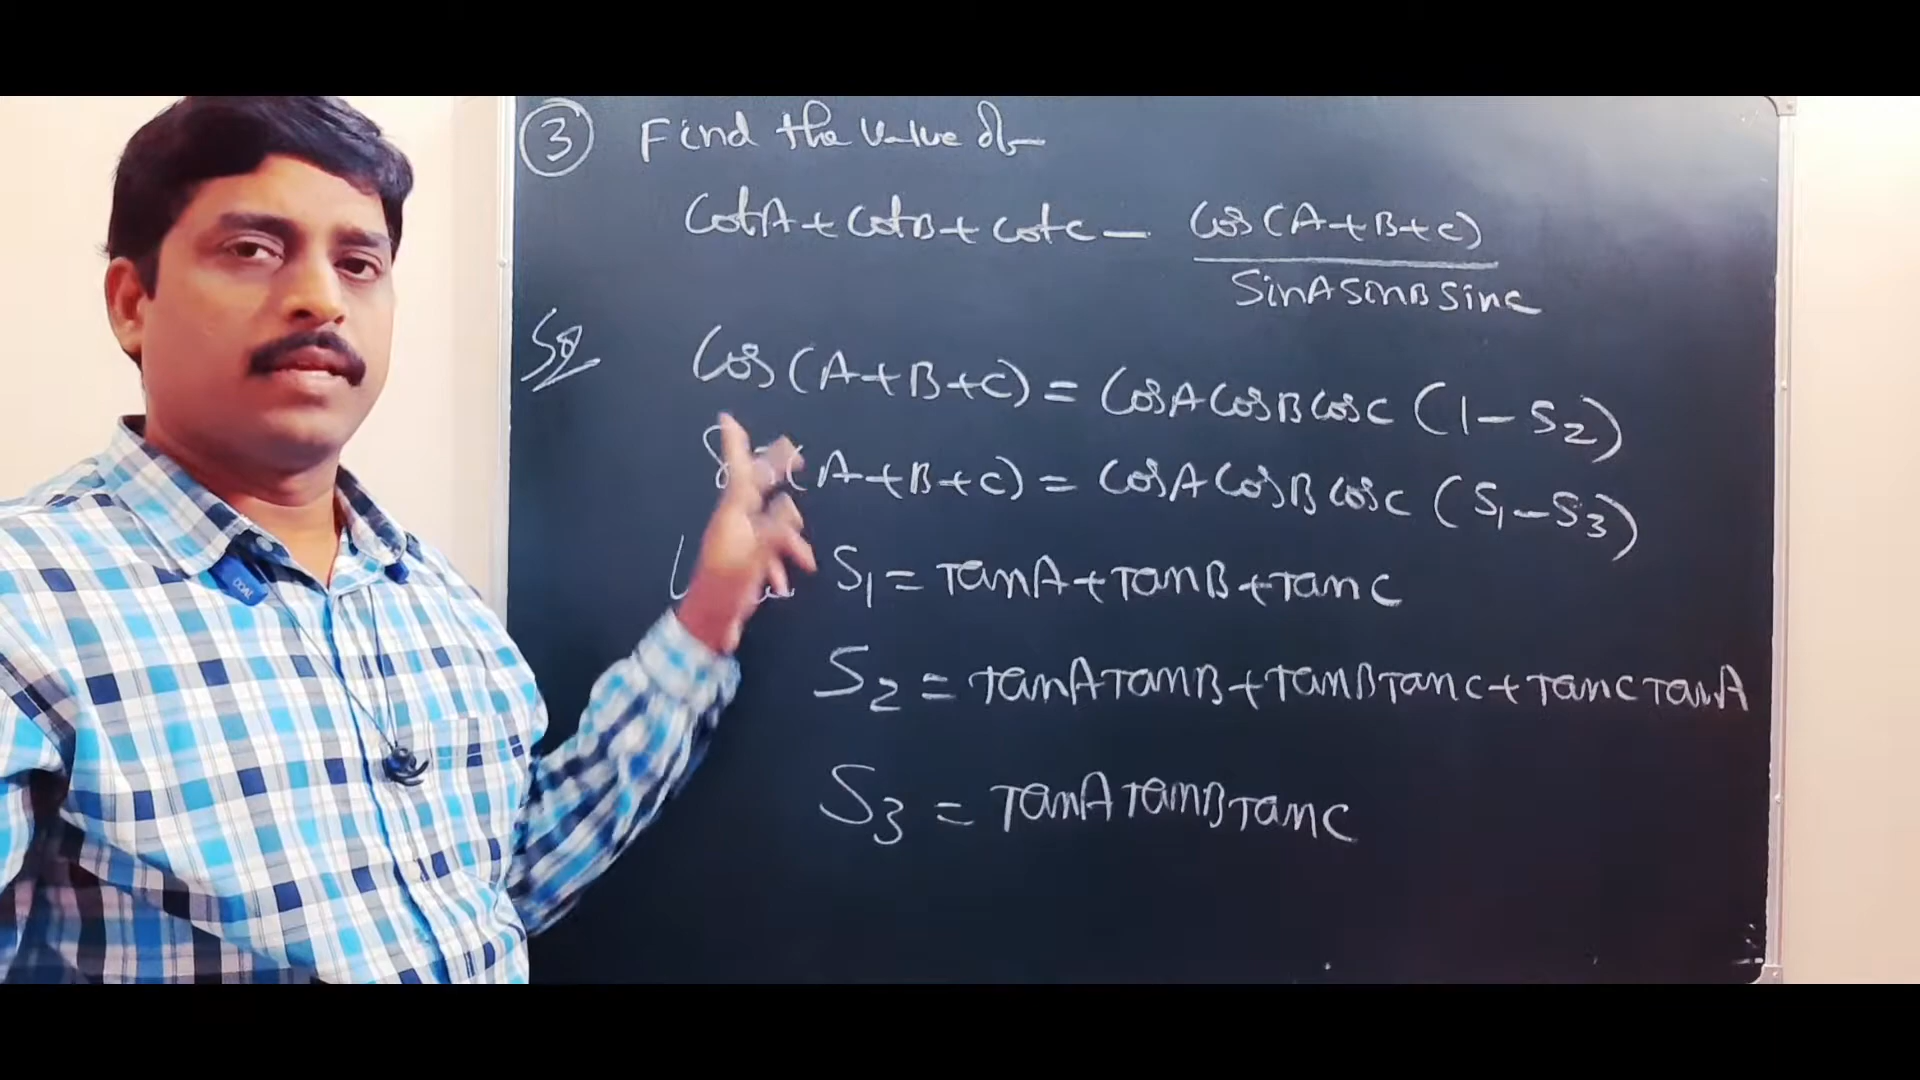 3 Find the value of
CotA + CotB + cotC - Cos(A+B+C)
SinA SinB SinC
Sol Cos(A+B+C) = CosA CosB CosC (1 - S2)
(A+B+C) = CosA CosB CosC (S1 - S3)
S1 = TanA + TanB + TanC
S2 = TanA TanB + TanB TanC + TanC TanA
S3 = TanA TanB TanC